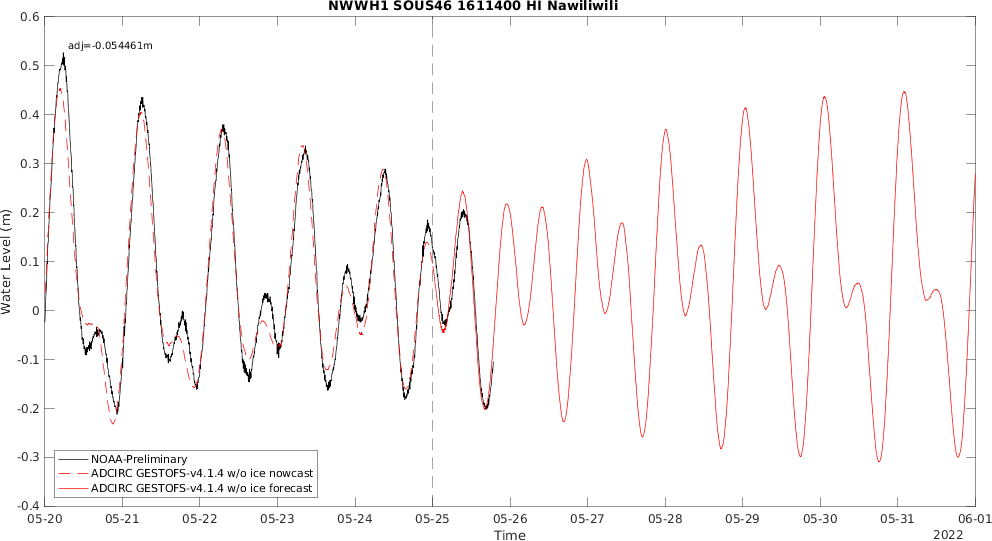 NWWH1 SOUS46 1611400 HI Nawiliwili
adj=-0.054461m
Water Level (m)
0.6
0.5
0.4
0.3
0.2
0.1
0
-0.1
-0.2
-0.3
-0.4
NOAA-Preliminary
ADCIRC GESTOFS-v4.1.4 w/o ice nowcast
ADCIRC GESTOFS-v4.1.4 w/o ice forecast
05-20 05-21 05-22 05-23 05-24 05-25 05-26 05-27 05-28 05-29 05-30 05-31 06-01
Time
2022